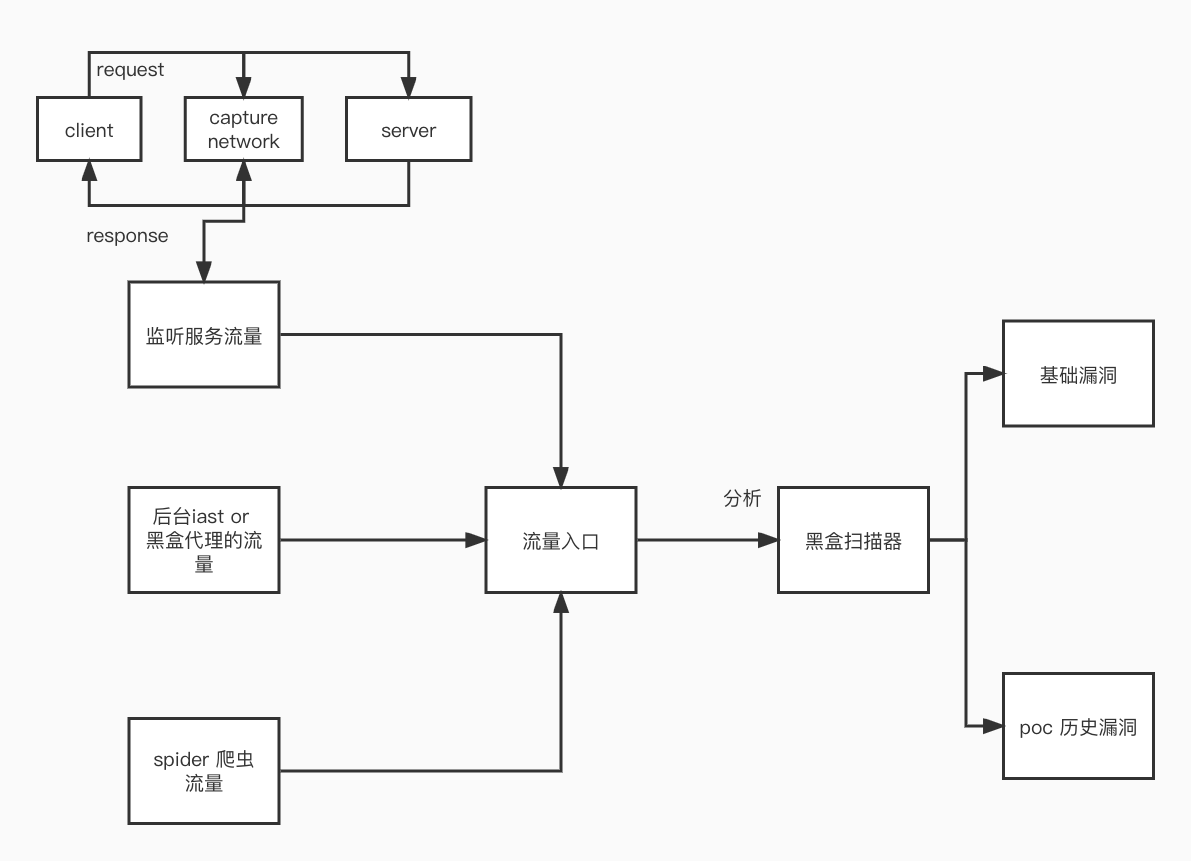 request
client
capture
network
server
response
监听服务流量
基础漏洞
后台iast or
黑盒代理的流
量
流量入口
分析
黑盒扫描器
poc 历史漏洞
spider 爬虫
流量